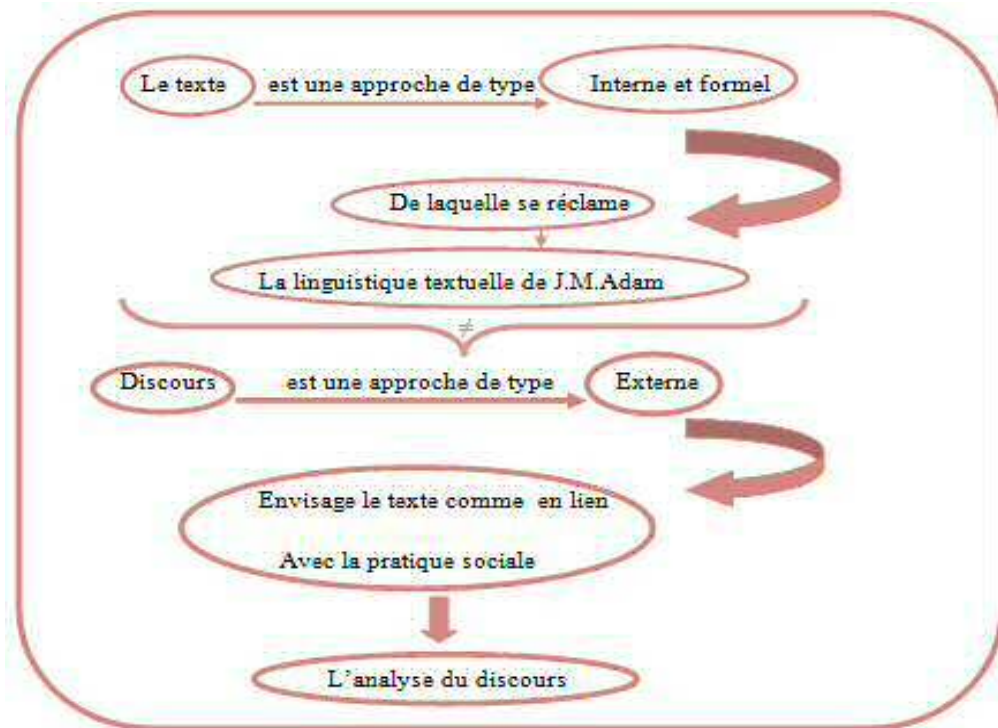 Le texte est une approche de type Interne et formel
De laquelle se réclame
La linguistique textuelle de J.M.Adam
≠
Discours est une approche de type Externe
Envisage le texte comme en lien
Avec la pratique sociale
L'analyse du discours